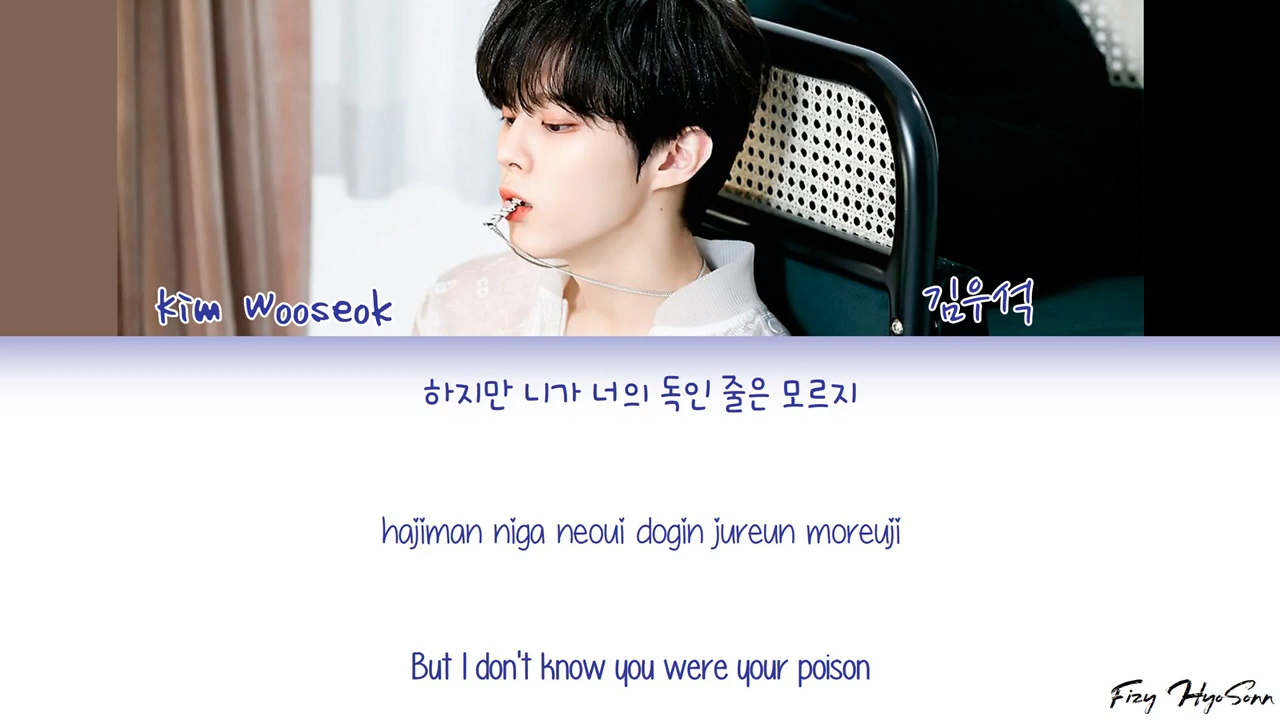 Kim Wooseok
김우석
하지만 니가 너의 독인 줄은 모르지
hajiman niga neoui dogin jureun moreuji
But I don't know you were your poison
Fizy HyoSonn